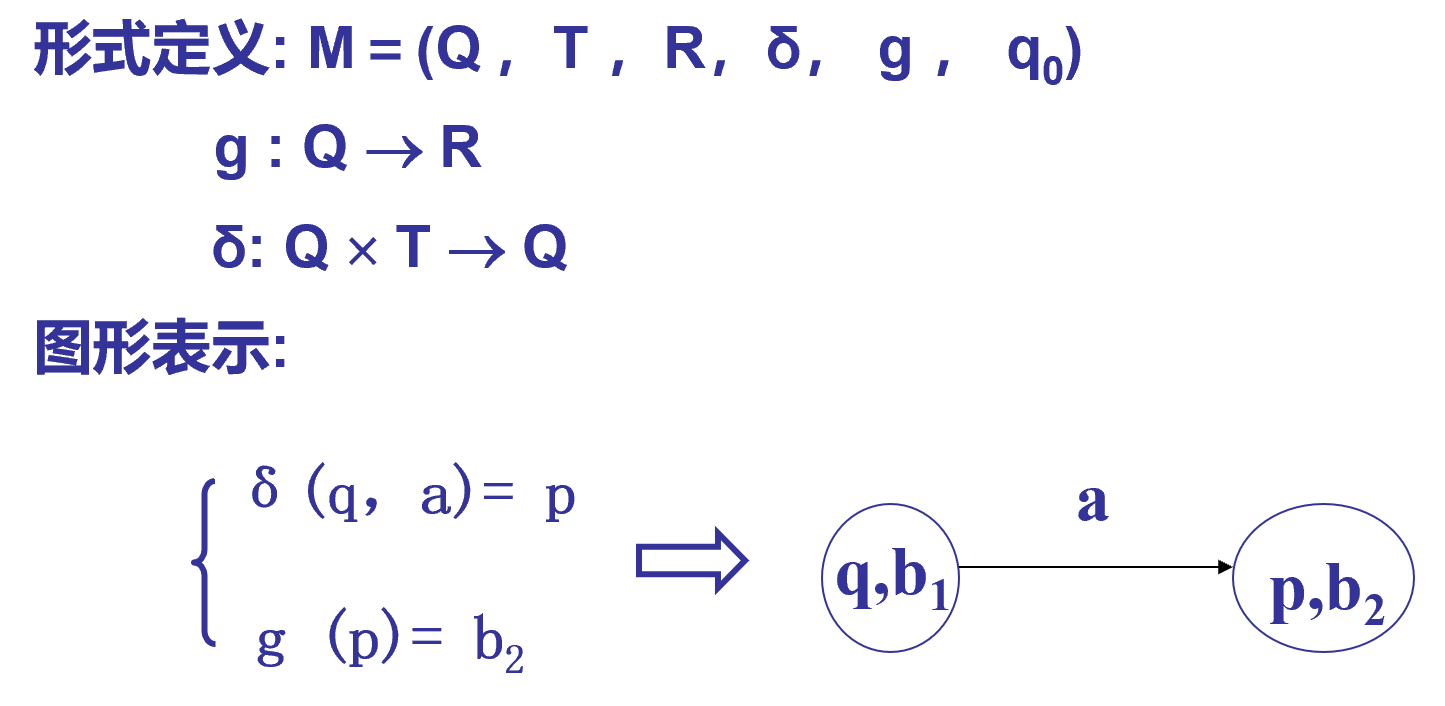 形式定义: M = (Q , T , R, δ, g , q₀)
g : Q → R
δ: Q × T → Q
图形表示:
δ (q, a)= p
g (p)= b₂
a
q,b₁
p,b₂